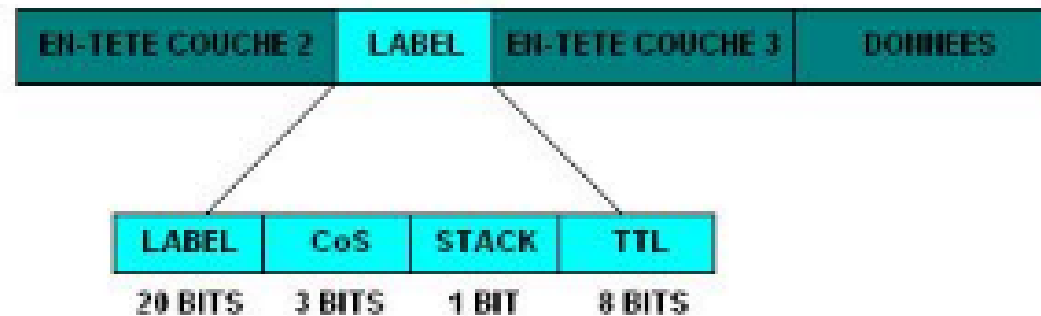 EN-TETE COUCHE 2 LABEL EN-TETE COUCHE 3 DONNEES
LABEL CoS STACK TTL
20 BITS 3 BITS 1 BIT 8 BITS